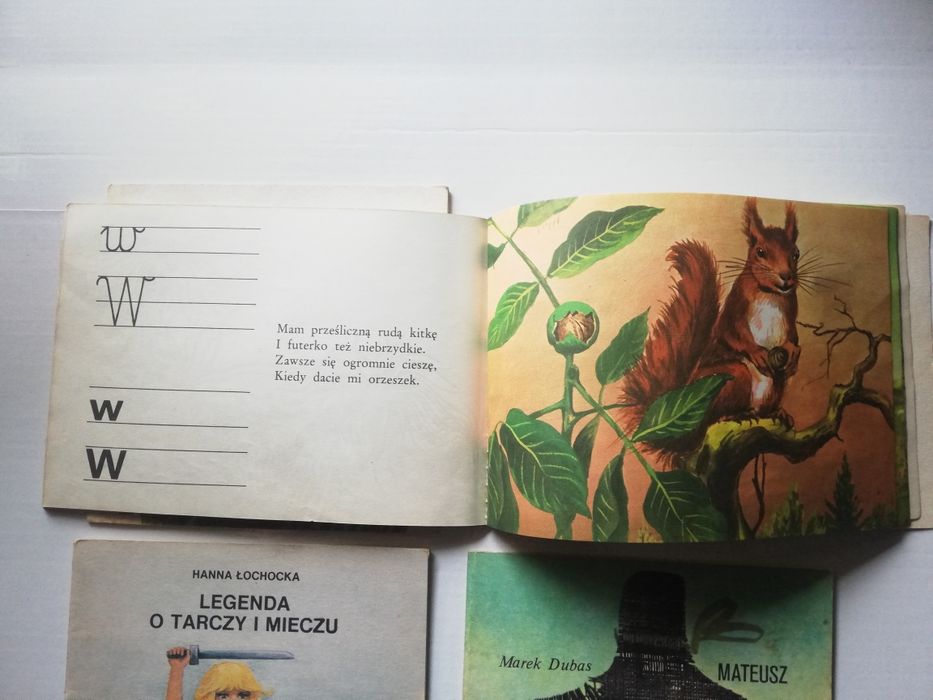 w
W
w
W
Mam prześliczną rudą kitkę
I futerko też niebrzydkie.
Zawsze się ogromnie cieszę,
Kiedy dacie mi orzeszek.
HANNA ŁOCHOCKA
LEGENDA
O TARCZY I MIECZU
Marek Dubas
MATEUSZ